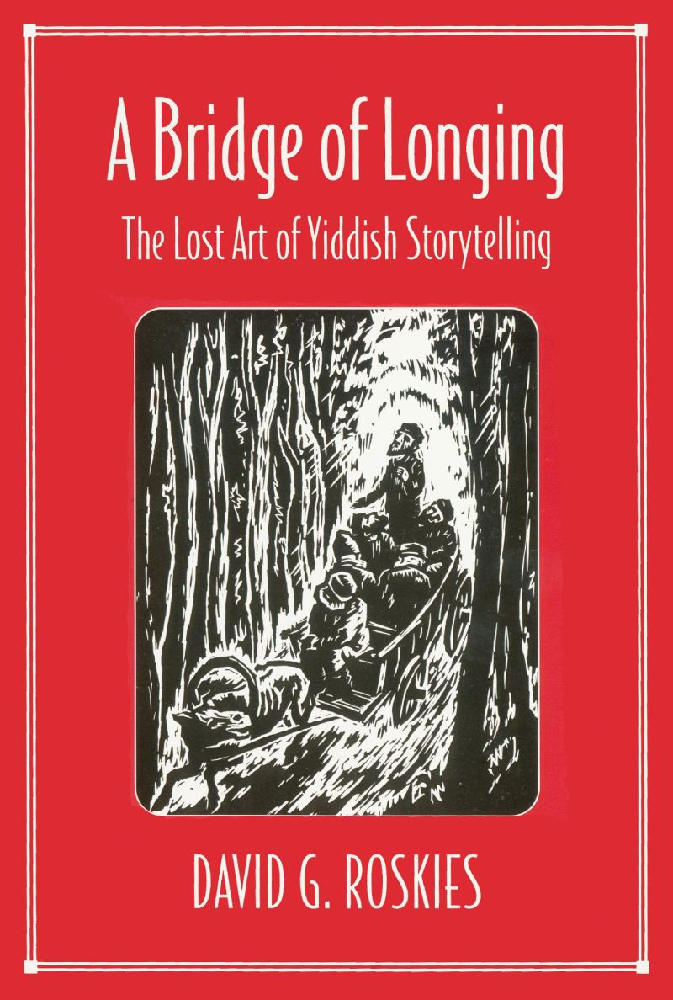 A Bridge of Longing
The Lost Art of Yiddish Storytelling
DAVID G. ROSKIES